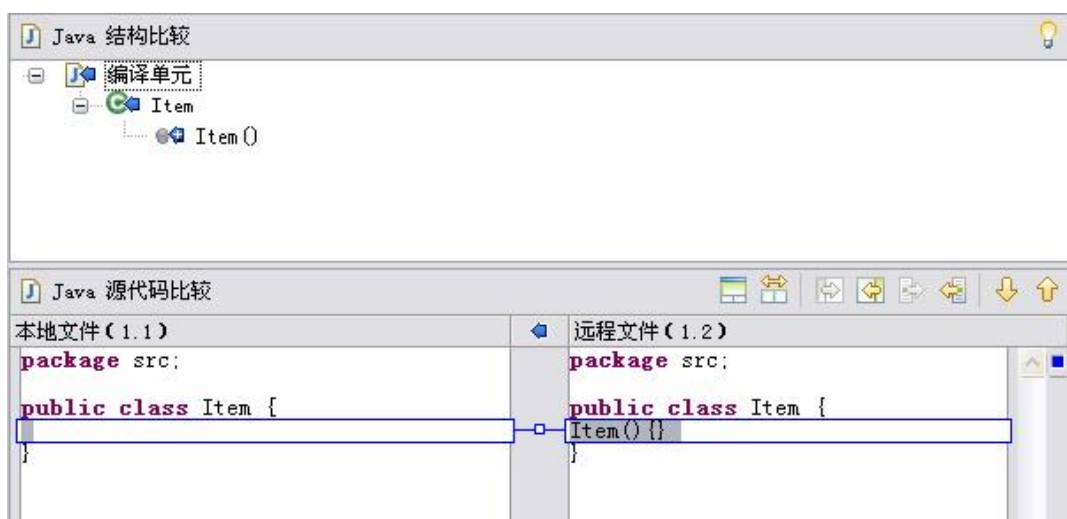 Java 结构比较
编译单元
Item
Item()
Java 源代码比较
本地文件(1.1)
远程文件(1.2)
package src;
public class Item {
}
package src;
public class Item {
Item(){}
}